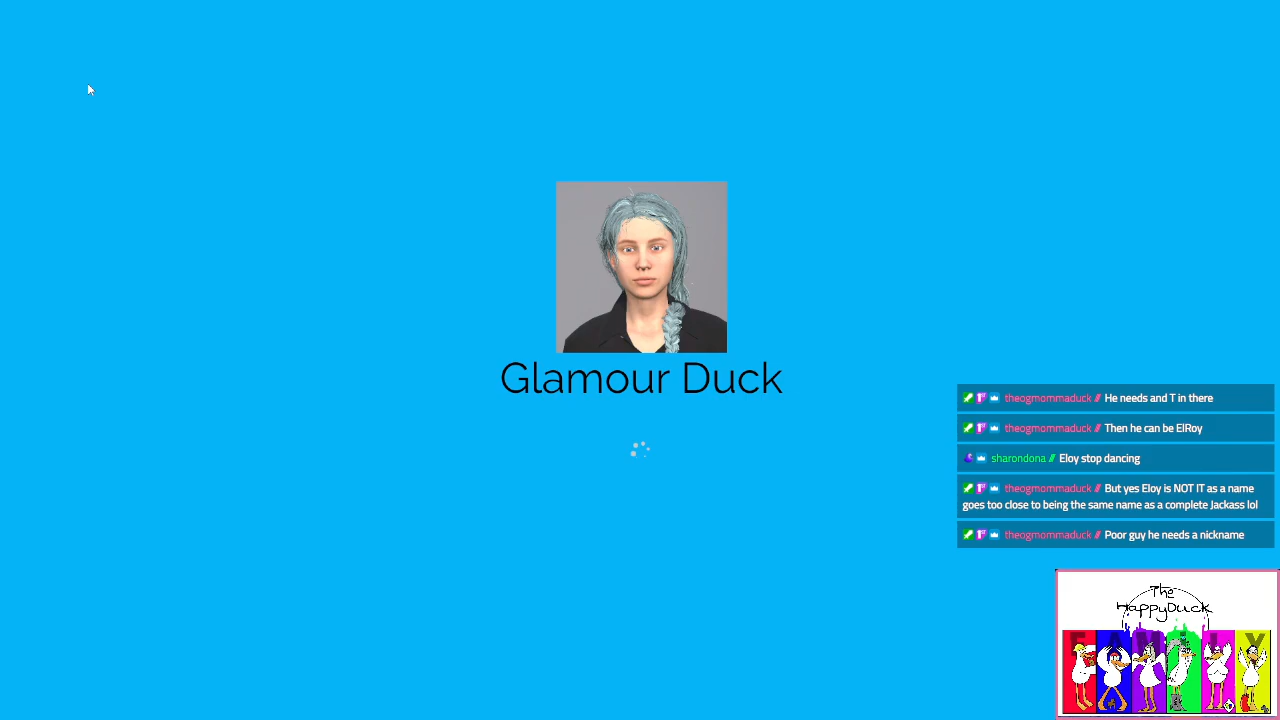 Glamour Duck
theogmommaduck // He needs and T in there
theogmommaduck // Then he can be ElRoy
sharondona // Eloy stop dancing
theogmommaduck // But yes Eloy is NOT IT as a name
goes too close to being the same name as a complete Jackass lol
theogmommaduck // Poor guy he needs a nickname
The
HappyDuck
FAMILY